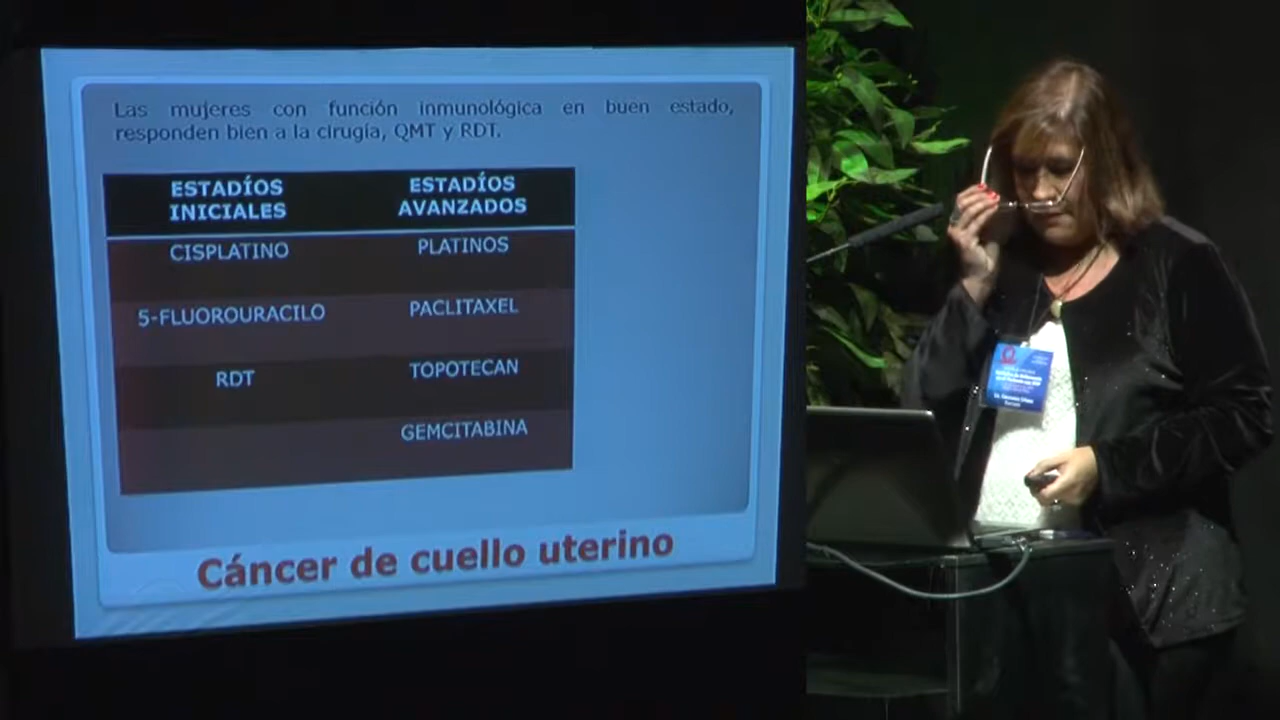 Las mujeres con función inmunológica en buen estado,
responden bien a la cirugía, QMT y RDT.
ESTADÍOS INICIALES
ESTADÍOS AVANZADOS
CISPLATINO
PLATINOS
5-FLUOROURACILO
PACLITAXEL
RDT
TOPOTECAN
GEMCITABINA
Cáncer de cuello uterino